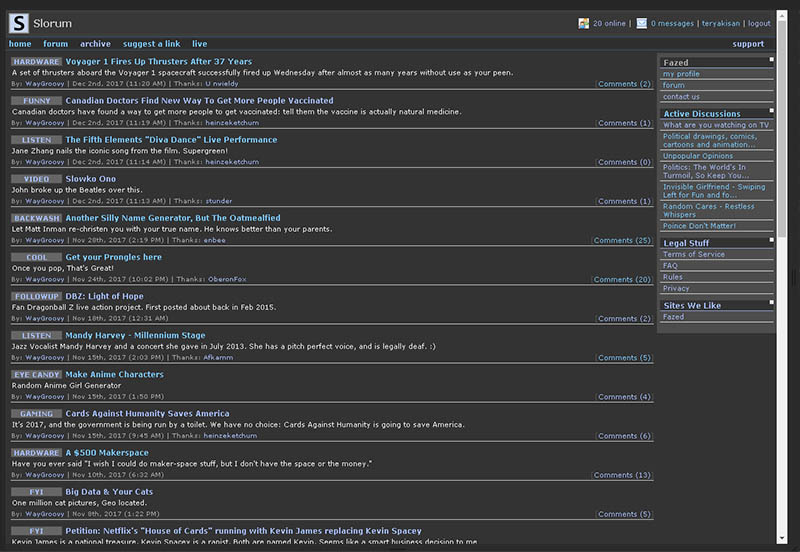 S Slorum
20 online | 0 messages | teryakisan | logout
home forum archive suggest a link live support
HARDWARE Voyager 1 Fires Up Thrusters After 37 Years
A set of thrusters aboard the Voyager 1 spacecraft successfully fired up Wednesday after almost as many years without use as your peen.
By: WayGroovy | Dec 2nd, 2017 (11:20 AM) | Thanks: U nvieldy
Comments (2)
FUNNY Canadian Doctors Find New Way To Get More People Vaccinated
Canadian doctors have found a way to get more people to get vaccinated: tell them the vaccine is actually natural medicine.
By: WayGroovy | Dec 2nd, 2017 (11:19 AM) | Thanks: heinzeketchum
Comments (1)
LISTEN The Fifth Elements "Diva Dance" Live Performance
Jane Zhang nails the iconic song from the film. Supergreen!
By: WayGroovy | Dec 2nd, 2017 (11:14 AM) | Thanks: heinzeketchum
Comments (0)
VIDEO Slovko Ono
John broke up the Beatles over this.
By: WayGroovy | Dec 2nd, 2017 (11:13 AM) | Thanks: stunder
Comments (1)
BACKWASH Another Silly Name Generator, But The Oatmealfied
Let Matt Inman re-christen you with your true name. He knows better than your parents.
By: WayGroovy | Nov 28th, 2017 (2:19 PM) | Thanks: enbee
Comments (25)
COOL Get your Prongles here
Once you pop, That's Great!
By: WayGroovy | Nov 24th, 2017 (10:02 PM) | Thanks: OberonFox
Comments (20)
FOLLOWUP DBZ: Light of Hope
Fan Dragonball Z live action project. First posted about back in Feb 2015.
By: WayGroovy | Nov 18th, 2017 (12:31 AM)
Comments (2)
LISTEN Mandy Harvey - Millennium Stage
Jazz Vocalist Mandy Harvey and a concert she gave in July 2013. She has a pitch perfect voice, and is legally deaf. :)
By: WayGroovy | Nov 15th, 2017 (2:03 PM) | Thanks: Afkamm
Comments (5)
EYE CANDY Make Anime Characters
Random Anime Girl Generator
By: WayGroovy | Nov 15th, 2017 (1:50 PM)
Comments (4)
GAMING Cards Against Humanity Saves America
It's 2017, and the government is being run by a toilet. We have no choice: Cards Against Humanity is going to save America.
By: WayGroovy | Nov 15th, 2017 (9:45 AM) | Thanks: heinzeketchum
Comments (6)
HARDWARE A $500 Makerspace
Have you ever said "I wish I could do maker-space stuff, but I don't have the space or the money."
By: WayGroovy | Nov 10th, 2017 (6:32 AM)
Comments (13)
FYI Big Data & Your Cats
One million cat pictures, Geo located.
By: WayGroovy | Nov 8th, 2017 (1:22 PM)
Comments (5)
FYI Petition: Netflix's "House of Cards" running with Kevin James replacing Kevin Spacey
Kevin James is a national treasure. Kevin Spacey is a rapist. Both are named Kevin. Seems like a smart business decision to me.
Fazed
my profile
forum
contact us
Active Discussions
What are you watching on TV
Political drawings, comics,
cartoons and animation...
Unpopular Opinions
Politics: The World's In
Turmoil, So Keep You...
Invisible Girlfriend - Swiping
Left for Fun and fo...
Random Cares - Restless
Whispers
Poince Don't Matter!
Legal Stuff
Terms of Service
FAQ
Rules
Privacy
Sites We Like
Fazed